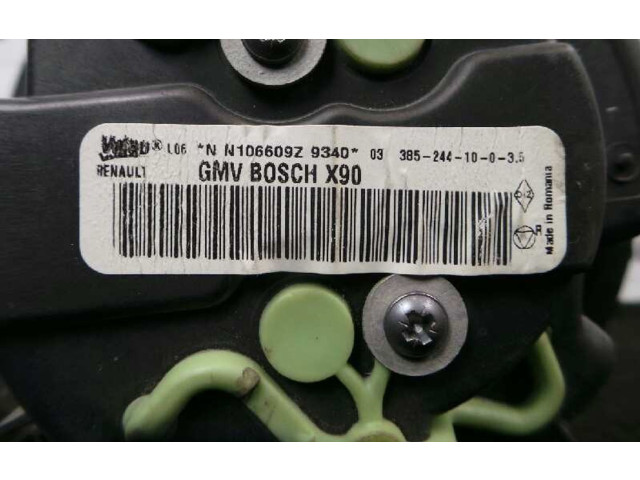 Valeo® L06 *N N106609Z 9340* 03 385-244-10-0-3.5
RENAULT GMV BOSCH X90
Made in Romania
R